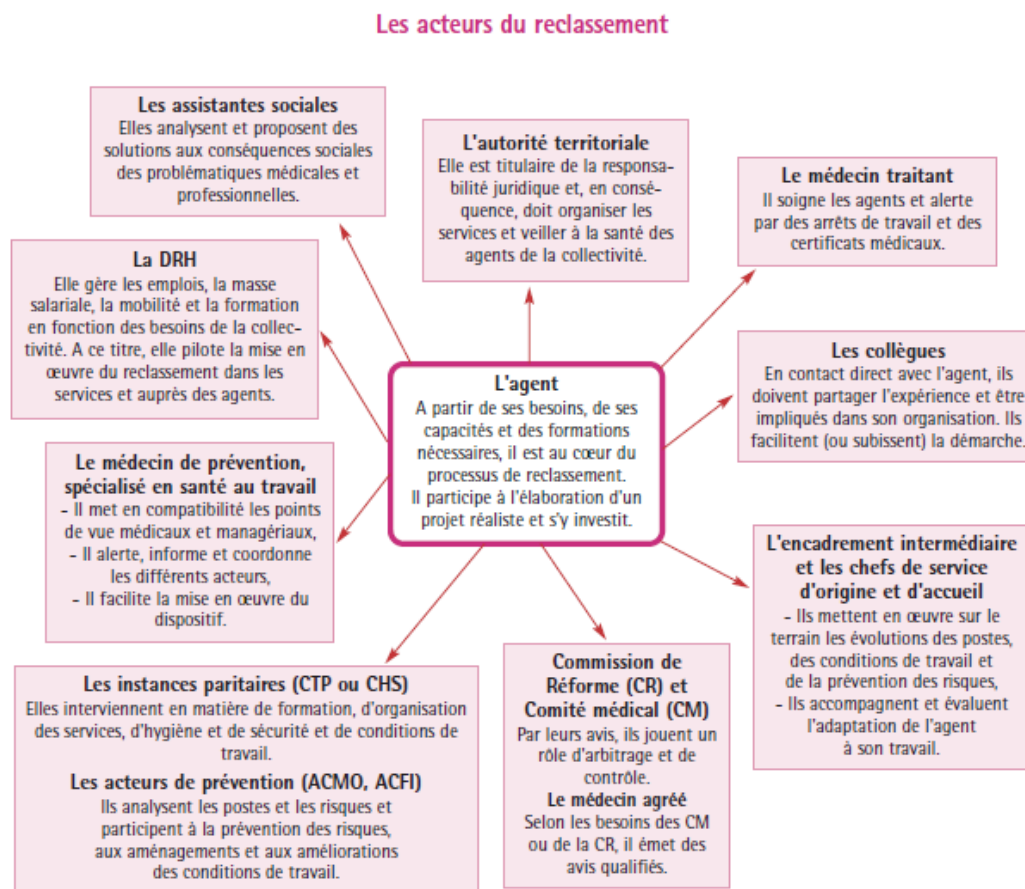 Les acteurs du reclassement
Les assistantes sociales
Elles analysent et proposent des
solutions aux conséquences sociales
des problématiques médicales et
professionnelles.
L'autorité territoriale
Elle est titulaire de la responsa-
bilité juridique et, en consé-
quence, doit organiser les
services et veiller à la santé des
agents de la collectivité.
Le médecin traitant
Il soigne les agents et alerte
par des arrêts de travail et des
certificats médicaux.
La DRH
Elle gère les emplois, la masse
salariale, la mobilité et la formation
en fonction des besoins de la collec-
tivité. A ce titre, elle pilote la mise en
œuvre du reclassement dans les
services et auprès des agents.
L'agent
A partir de ses besoins, de ses
capacités et des formations
nécessaires, il est au cœur du
processus de reclassement.
Il participe à l'élaboration d'un
projet réaliste et s'y investit.
Les collègues
En contact direct avec l'agent, ils
doivent partager l'expérience et être
impliqués dans son organisation. Ils
facilitent (ou subissent) la démarche.
Le médecin de prévention,
spécialisé en santé au travail
- Il met en compatibilité les points
de vue médicaux et managériaux,
- Il alerte, informe et coordonne
les différents acteurs,
- Il facilite la mise en œuvre du
dispositif.
L'encadrement intermédiaire
et les chefs de service
d'origine et d'accueil
- Ils mettent en œuvre sur le
terrain les évolutions des postes,
des conditions de travail et
de la prévention des risques,
- Ils accompagnent et évaluent
l'adaptation de l'agent
à son travail.
Les instances paritaires (CTP ou CHS)
Elles interviennent en matière de formation, d'organisation
des services, d'hygiène et de sécurité et de conditions de
travail.
Les acteurs de prévention (ACMO, ACFI)
Ils analysent les postes et les risques et
participent à la prévention des risques,
aux aménagements et aux améliorations
des conditions de travail.
Commission de
Réforme (CR) et
Comité médical (CM)
Par leurs avis, ils jouent un
rôle d'arbitrage et de
contrôle.
Le médecin agréé
Selon les besoins des CM
ou de la CR, il émet des
avis qualifiés.